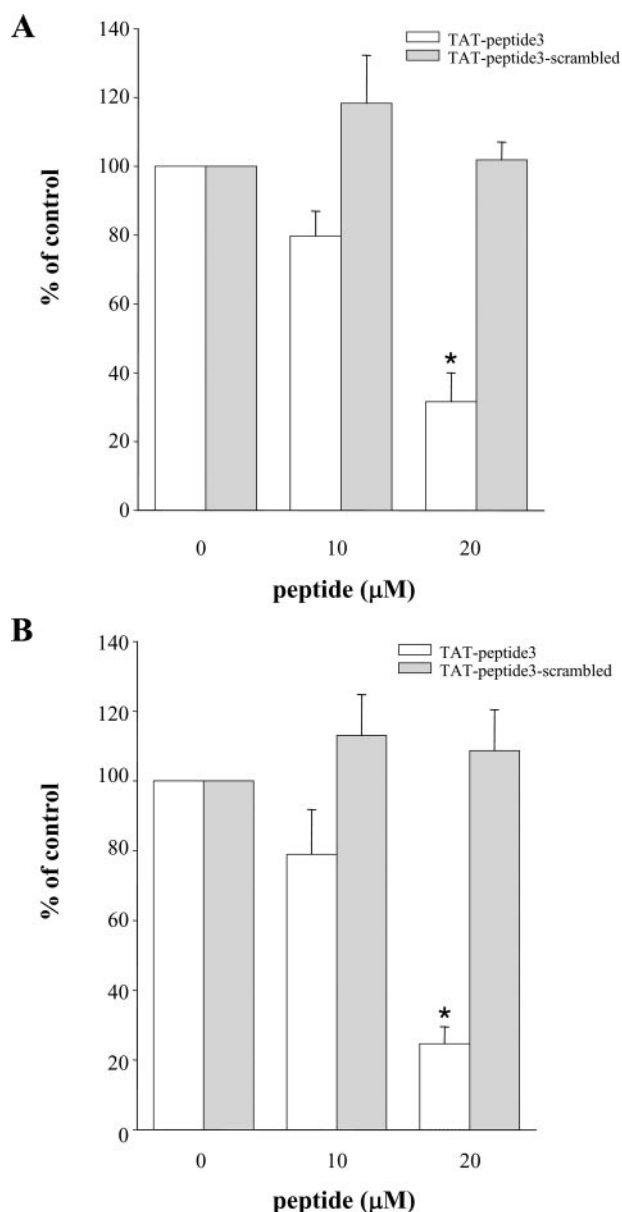 A
TAT-peptide3
TAT-peptide3-scrambled
140
120
100
80
60
40
20
0
% of control
*
0 10 20
peptide (μM)
B
TAT-peptide3
TAT-peptide3-scrambled
140
120
100
80
60
40
20
0
% of control
*
0 10 20
peptide (μM)